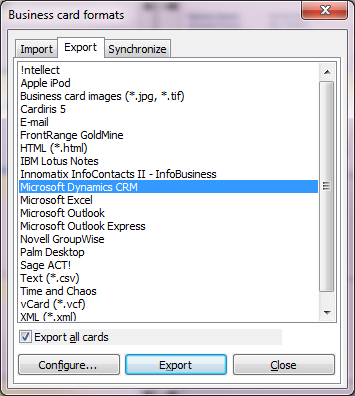 Business card formats
Import Export Synchronize
!ntellect
Apple iPod
Business card images (*.jpg, *.tif)
Cardiris 5
E-mail
FrontRange GoldMine
HTML (*.html)
IBM Lotus Notes
Innomatix InfoContacts II - InfoBusiness
Microsoft Dynamics CRM
Microsoft Excel
Microsoft Outlook
Microsoft Outlook Express
Novell GroupWise
Palm Desktop
Sage ACT!
Text (*.csv)
Time and Chaos
vCard (*.vcf)
XML (*.xml)
Export all cards
Configure... Export Close